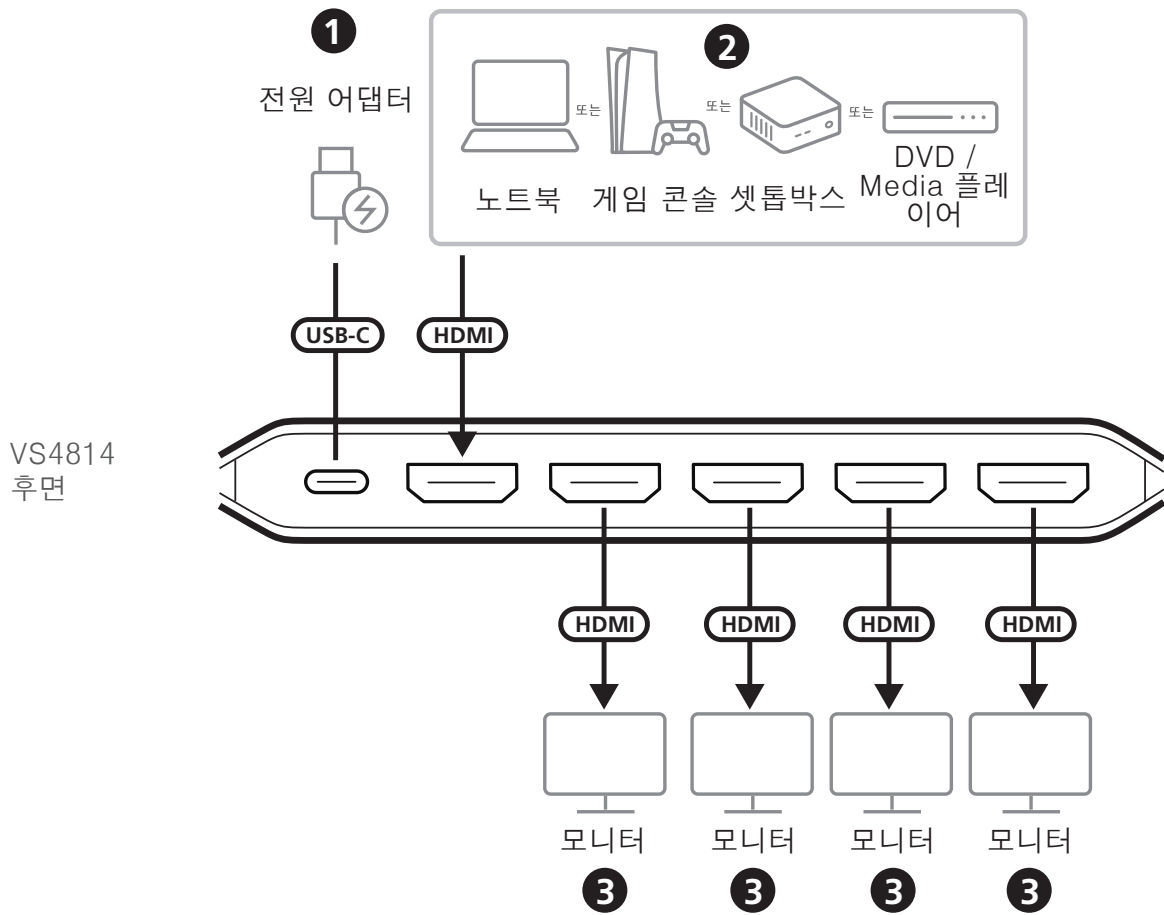 1
전원 어댑터
2
또는
또는
또는
노트북
게임 콘솔
셋톱박스
DVD /
Media 플레
이어
USB-C
HDMI
VS4814
후면
HDMI
HDMI
HDMI
HDMI
모니터
모니터
모니터
모니터
3
3
3
3